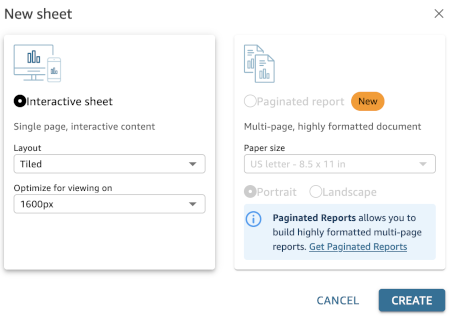 New sheet
Interactive sheet
Single page, interactive content
Layout
Tiled
Optimize for viewing on
1600px
Paginated report New
Multi-page, highly formatted document
Paper size
US letter - 8.5 x 11 in
Portrait Landscape
Paginated Reports allows you to
build highly formatted multi-page
reports. Get Paginated Reports
CANCEL CREATE